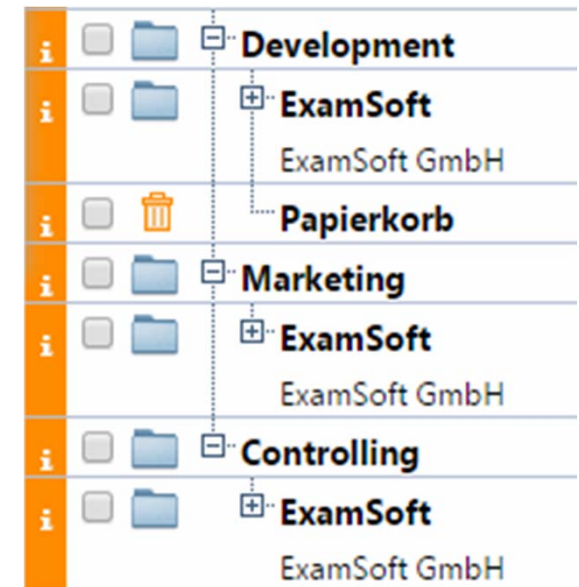 i Development
i ExamSoft
ExamSoft GmbH
i Papierkorb
i Marketing
i ExamSoft
ExamSoft GmbH
i Controlling
i ExamSoft
ExamSoft GmbH